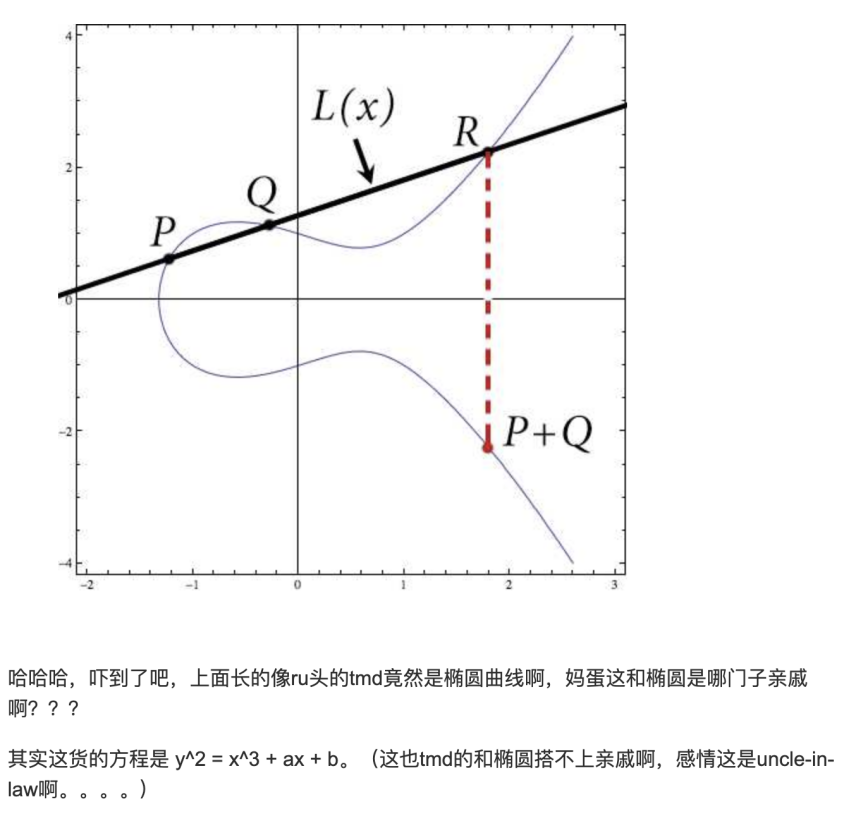 4
L(x)
R
2
Q
P
0
-2
P+Q
-4
-2
-1
0
1
2
3
哈哈哈，吓到了吧，上面长的像ru头的tmd竟然是椭圆曲线啊，妈蛋这和椭圆是哪门子亲戚
啊？？？
其实这货的方程是 y^2 = x^3 + ax + b。（这也tmd的和椭圆搭不上亲戚啊，感情这是uncle-in-
law啊。。。。）